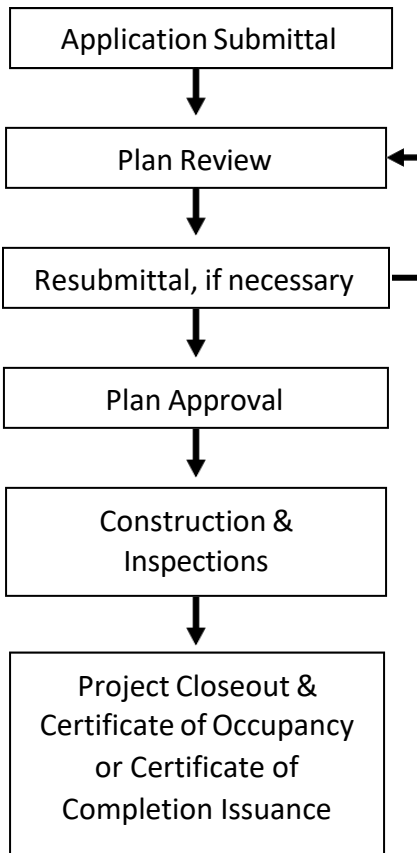 Application Submittal
Plan Review
Resubmittal, if necessary
Plan Approval
Construction &
Inspections
Project Closeout &
Certificate of Occupancy
or Certificate of
Completion Issuance